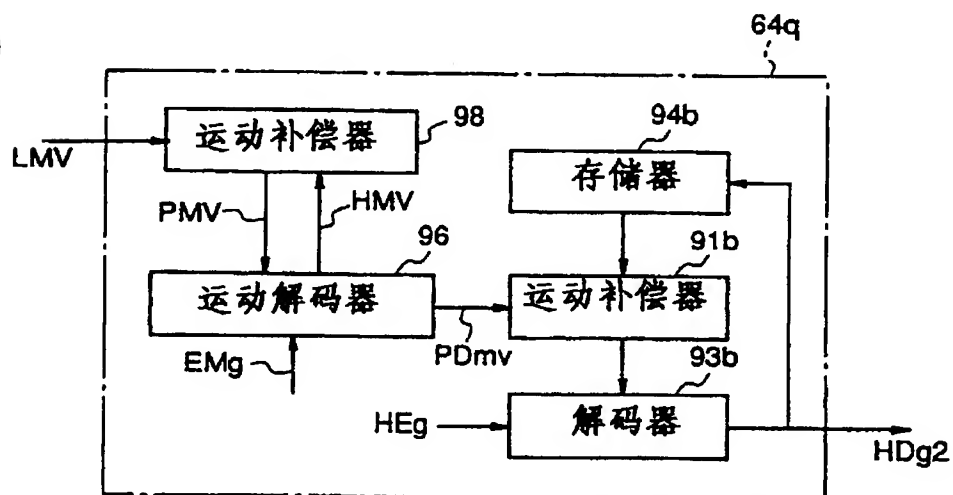 64q
运动补偿器
98
LMV
94b
存储器
PMV
HMV
96
运动解码器
91b
运动补偿器
PDmv
EMg
93b
HEg
解码器
HDg2